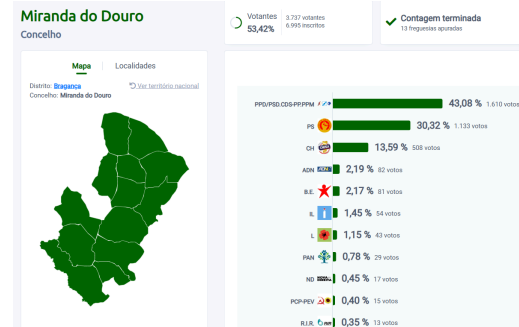 Miranda do Douro
Concelho
Votantes
53,42%
3.737 votantes
6.995 inscritos
Contagem terminada
13 freguesias apuradas
Mapa
Localidades
Distrito: Bragança
Ver território nacional
Concelho: Miranda do Douro
PPD/PSD.CDS-PP.PPM 43,08 % 1.610 votos
PS 30,32 % 1.133 votos
CH 13,59 % 508 votos
ADN 2,19 % 82 votos
B.E. 2,17 % 81 votos
IL 1,45 % 54 votos
L 1,15 % 43 votos
PAN 0,78 % 29 votos
ND 0,45 % 17 votos
PCP-PEV 0,40 % 15 votos
R.I.R. 0,35 % 13 votos